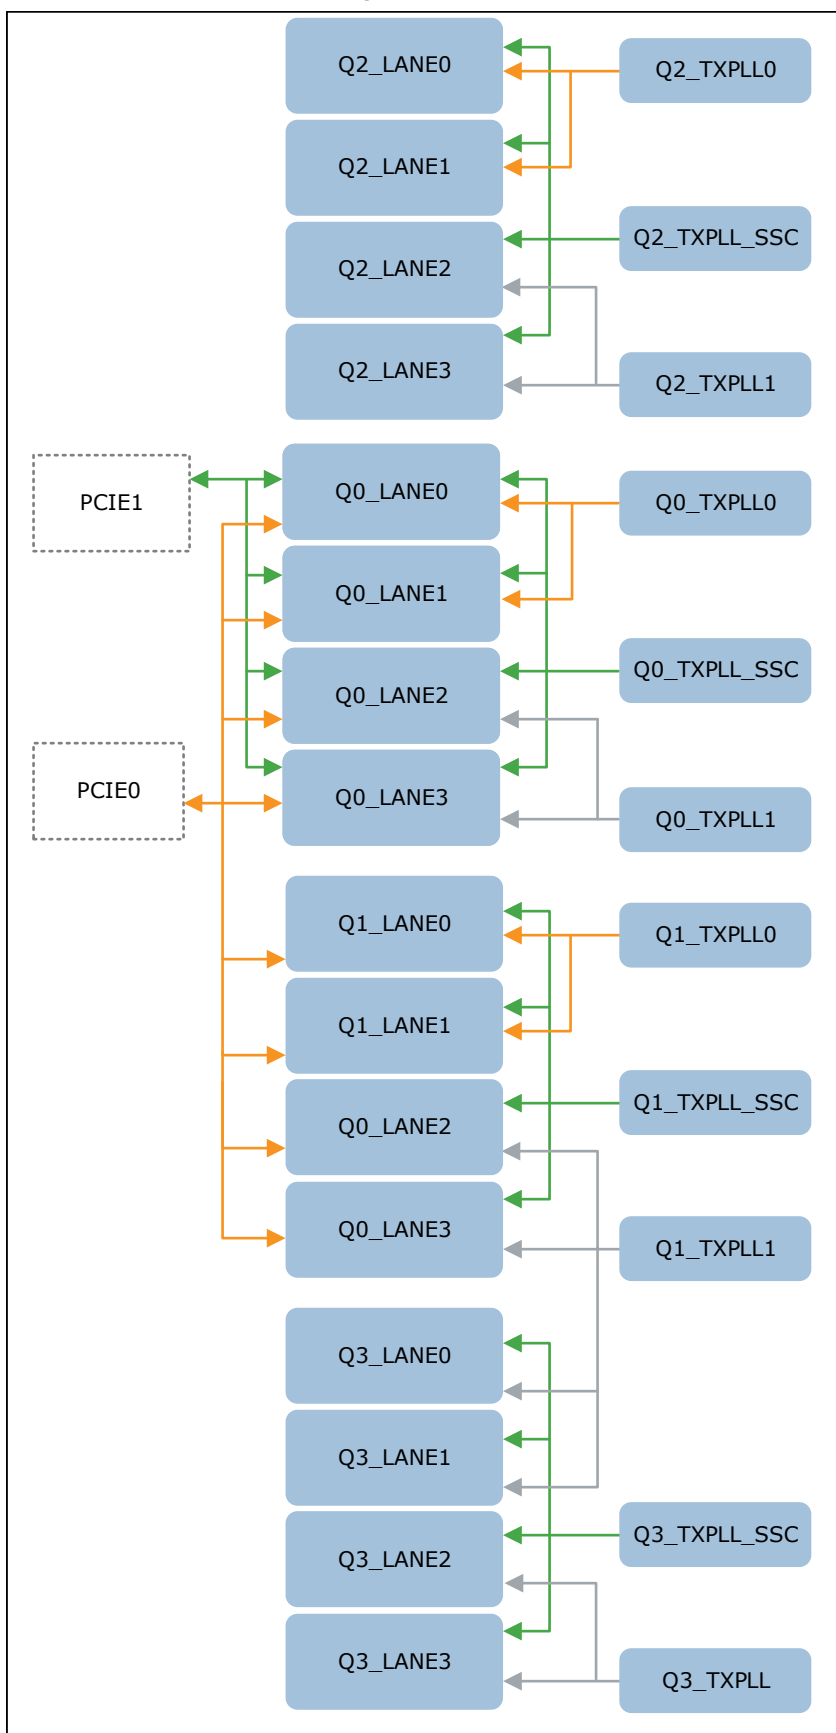 Q2_LANE0
Q2_TXPLL0
Q2_LANE1
Q2_TXPLL_SSC
Q2_LANE2
Q2_LANE3
Q2_TXPLL1
PCIE1
Q0_LANE0
Q0_TXPLL0
Q0_LANE1
Q0_TXPLL_SSC
Q0_LANE2
PCIE0
Q0_LANE3
Q0_TXPLL1
Q1_LANE0
Q1_TXPLL0
Q1_LANE1
Q1_TXPLL_SSC
Q0_LANE2
Q0_LANE3
Q1_TXPLL1
Q3_LANE0
Q3_LANE1
Q3_TXPLL_SSC
Q3_LANE2
Q3_LANE3
Q3_TXPLL